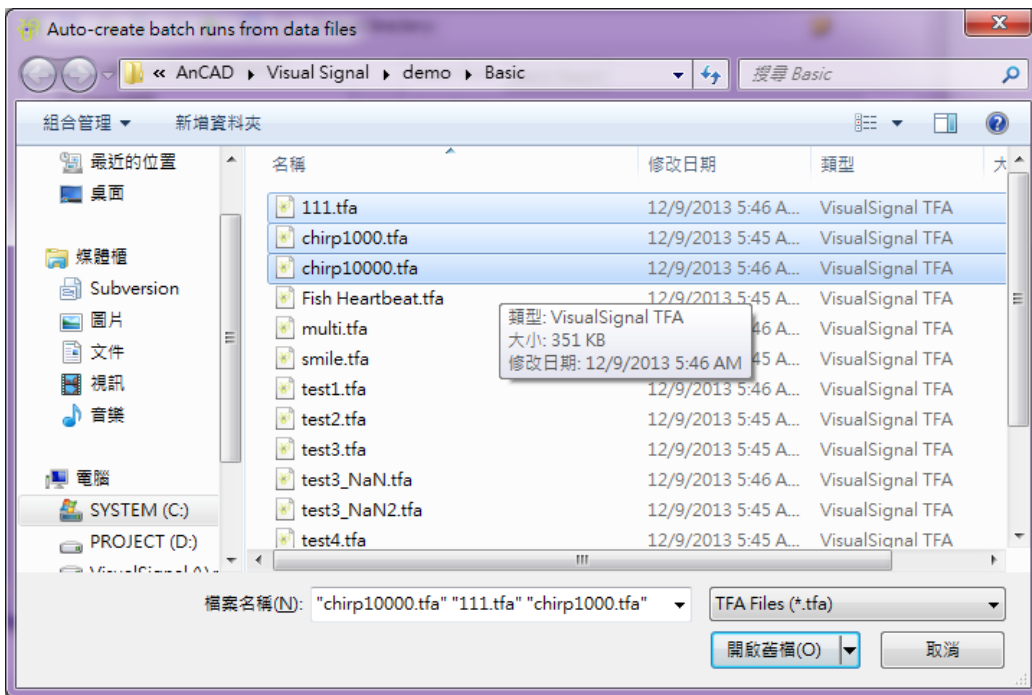 Auto-create batch runs from data files
« AnCAD ▸ Visual Signal ▸ demo ▸ Basic
搜尋 Basic
組合管理 ▼ 新增資料夾
最近的位置
桌面
媒體櫃
Subversion
圖片
文件
視訊
音樂
電腦
SYSTEM (C:)
PROJECT (D:)
名稱 修改日期 類型 大
111.tfa 12/9/2013 5:46 A... VisualSignal TFA
chirp1000.tfa 12/9/2013 5:45 A... VisualSignal TFA
chirp10000.tfa 12/9/2013 5:46 A... VisualSignal TFA
Fish Heartbeat.tfa 12/9/2013 5:45 A... VisualSignal TFA
multi.tfa 46 A... VisualSignal TFA
smile.tfa 45 A... VisualSignal TFA
test1.tfa 12/9/2013 5:46 A... VisualSignal TFA
test2.tfa 12/9/2013 5:45 A... VisualSignal TFA
test3.tfa 12/9/2013 5:45 A... VisualSignal TFA
test3_NaN.tfa 12/9/2013 5:46 A... VisualSignal TFA
test3_NaN2.tfa 12/9/2013 5:45 A... VisualSignal TFA
test4.tfa 12/9/2013 5:45 A... VisualSignal TFA
類型: VisualSignal TFA
大小: 351 KB
修改日期: 12/9/2013 5:46 AM
檔案名稱(N): "chirp10000.tfa" "111.tfa" "chirp1000.tfa" TFA Files (*.tfa)
開啟舊檔(O) 取消